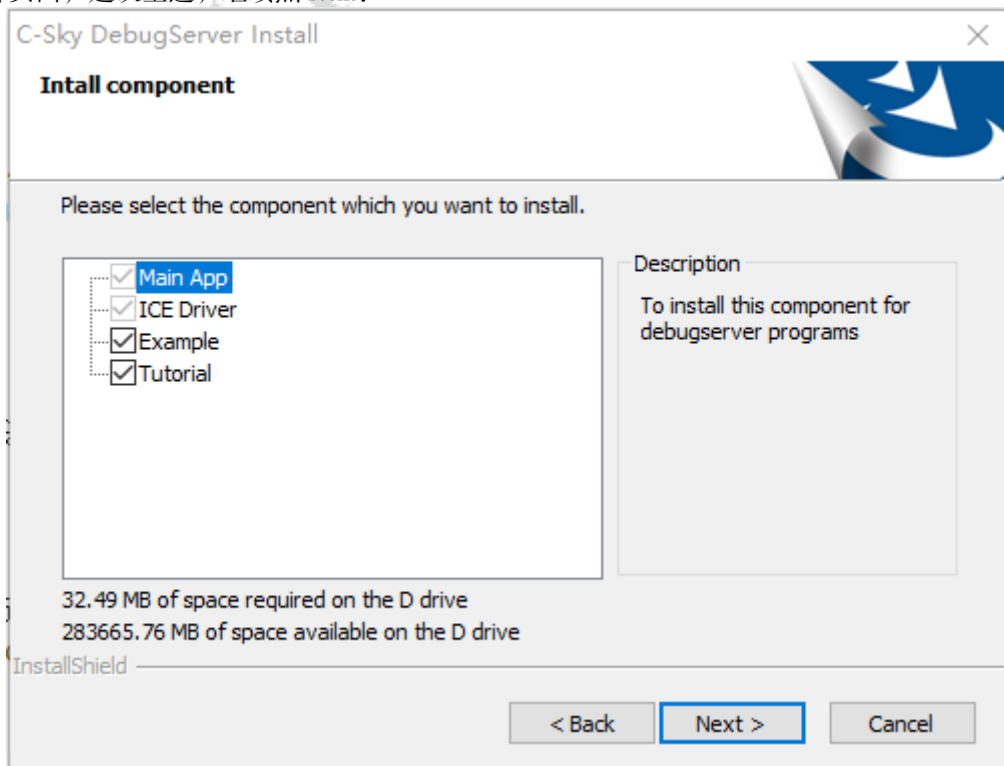 C-Sky DebugServer Install
Intall component
Please select the component which you want to install.
Main App
ICE Driver
Example
Tutorial
Description
To install this component for
debugserver programs
32.49 MB of space required on the D drive
283665.76 MB of space available on the D drive
InstallShield
< Back
Next >
Cancel